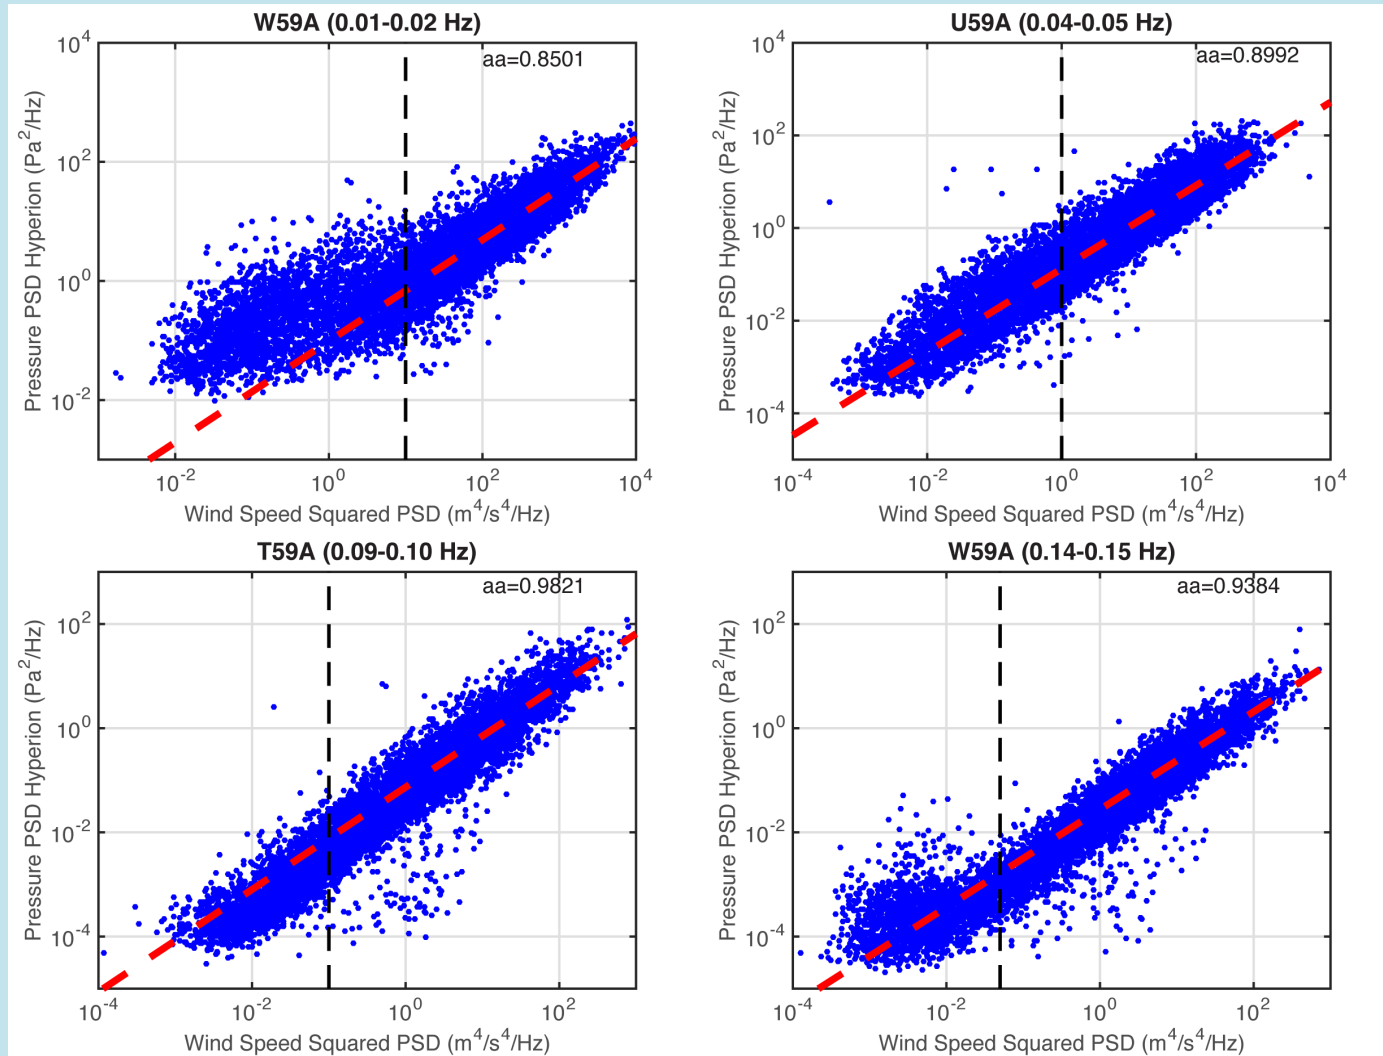 W59A (0.01-0.02 Hz)
aa=0.8501
10^4
10^2
10^0
10^-2
Pressure PSD Hyperion (Pa^2/Hz)
10^-2 10^0 10^2 10^4
Wind Speed Squared PSD (m^4/s^4/Hz)
U59A (0.04-0.05 Hz)
aa=0.8992
10^4
10^2
10^0
10^-2
10^-4
Pressure PSD Hyperion (Pa^2/Hz)
10^-4 10^-2 10^0 10^2 10^4
Wind Speed Squared PSD (m^4/s^4/Hz)
T59A (0.09-0.10 Hz)
aa=0.9821
10^2
10^0
10^-2
10^-4
Pressure PSD Hyperion (Pa^2/Hz)
10^-4 10^-2 10^0 10^2
Wind Speed Squared PSD (m^4/s^4/Hz)
W59A (0.14-0.15 Hz)
aa=0.9384
10^2
10^0
10^-2
10^-4
Pressure PSD Hyperion (Pa^2/Hz)
10^-4 10^-2 10^0 10^2
Wind Speed Squared PSD (m^4/s^4/Hz)